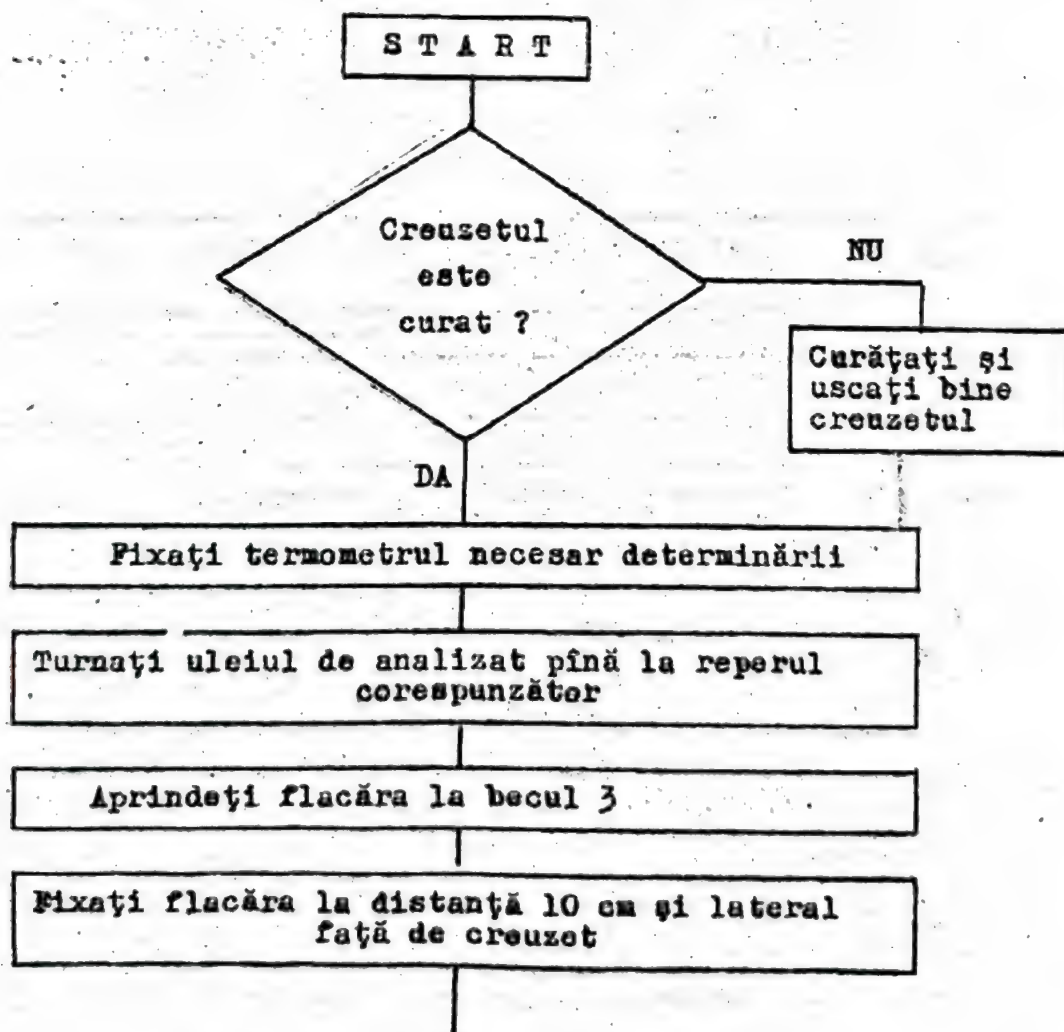 S T A R T
Creuzetul
este
curat ?
NU
Curățați și
uscați bine
creuzetul
DA
Fixați termometrul necesar determinării
Turnați uleiul de analizat pînă la reperul
corespunzător
Aprindeți flacăra la becul 3
Fixați flacăra la distanță 10 cm și lateral
față de creuzet